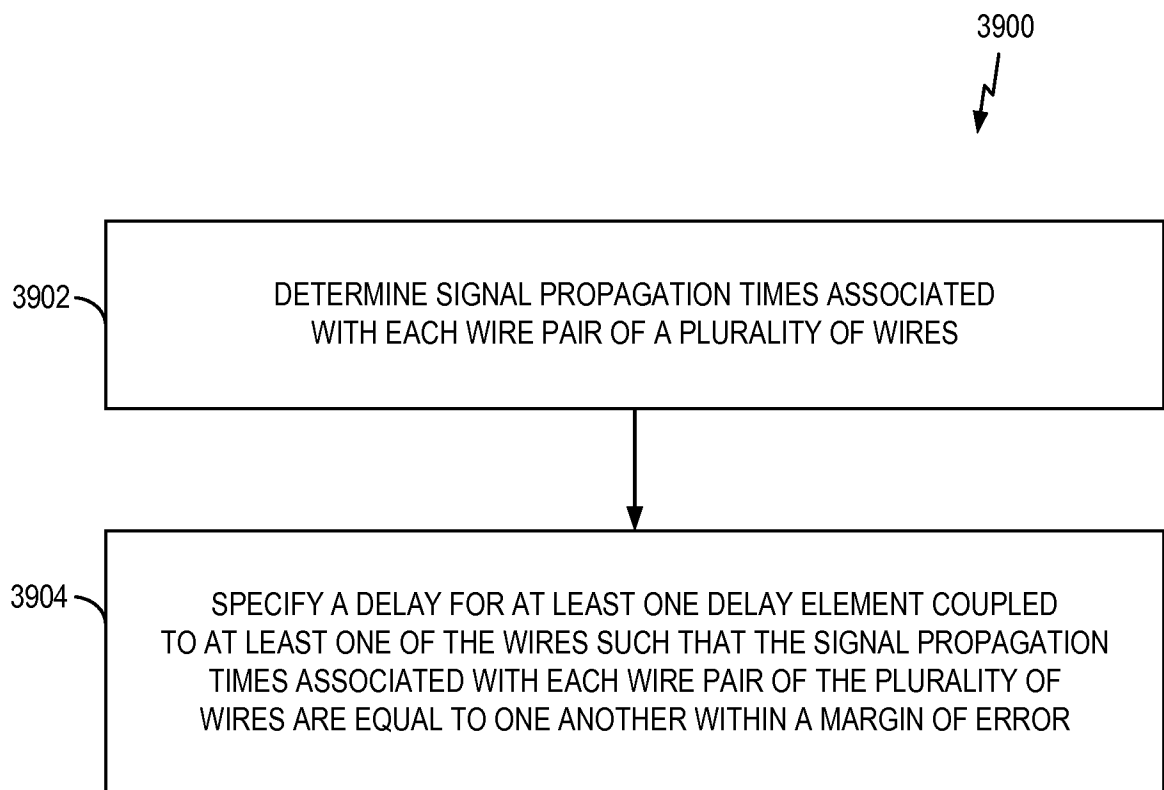 3900
3902
DETERMINE SIGNAL PROPAGATION TIMES ASSOCIATED
WITH EACH WIRE PAIR OF A PLURALITY OF WIRES
3904
SPECIFY A DELAY FOR AT LEAST ONE DELAY ELEMENT COUPLED
TO AT LEAST ONE OF THE WIRES SUCH THAT THE SIGNAL PROPAGATION
TIMES ASSOCIATED WITH EACH WIRE PAIR OF THE PLURALITY OF
WIRES ARE EQUAL TO ONE ANOTHER WITHIN A MARGIN OF ERROR